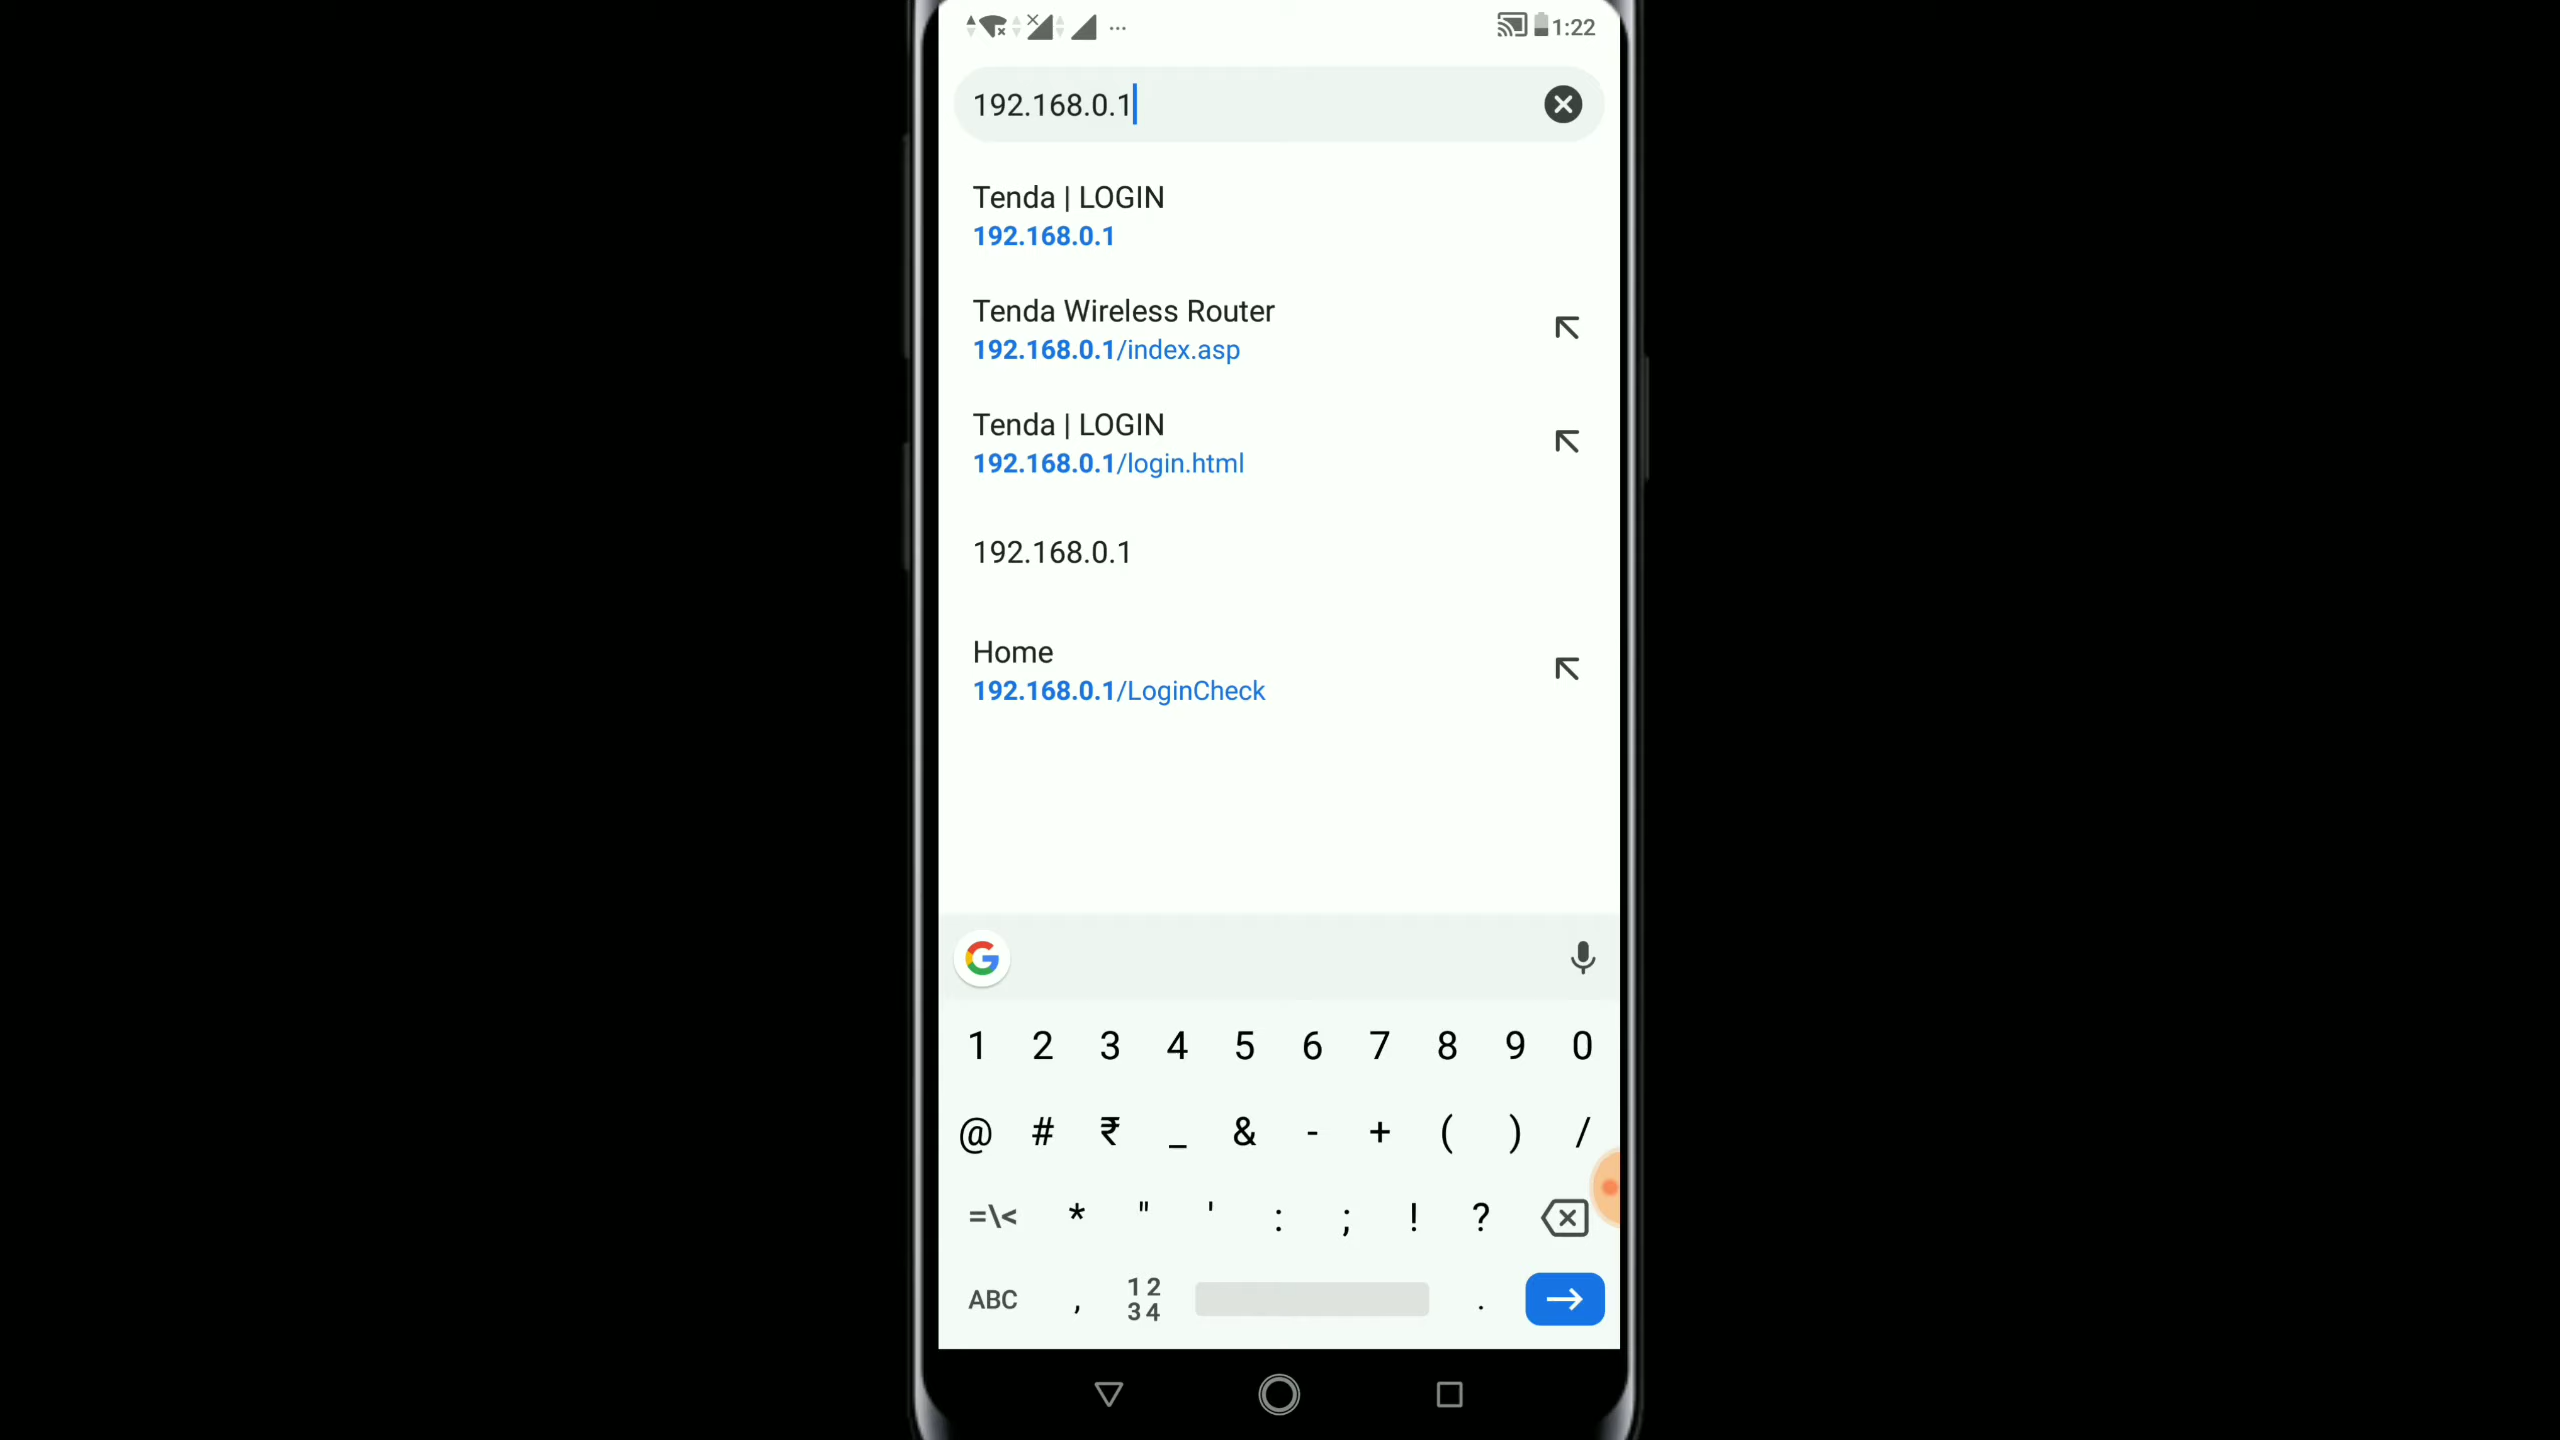 1:22
192.168.0.1
Tenda | LOGIN
192.168.0.1
Tenda Wireless Router
192.168.0.1/index.asp
Tenda | LOGIN
192.168.0.1/login.html
192.168.0.1
Home
192.168.0.1/LoginCheck
G
1 2 3 4 5 6 7 8 9 0
@ # ₹ _ & - + ( ) /
=\< * " ' : ; ! ?
ABC , 12 34 .